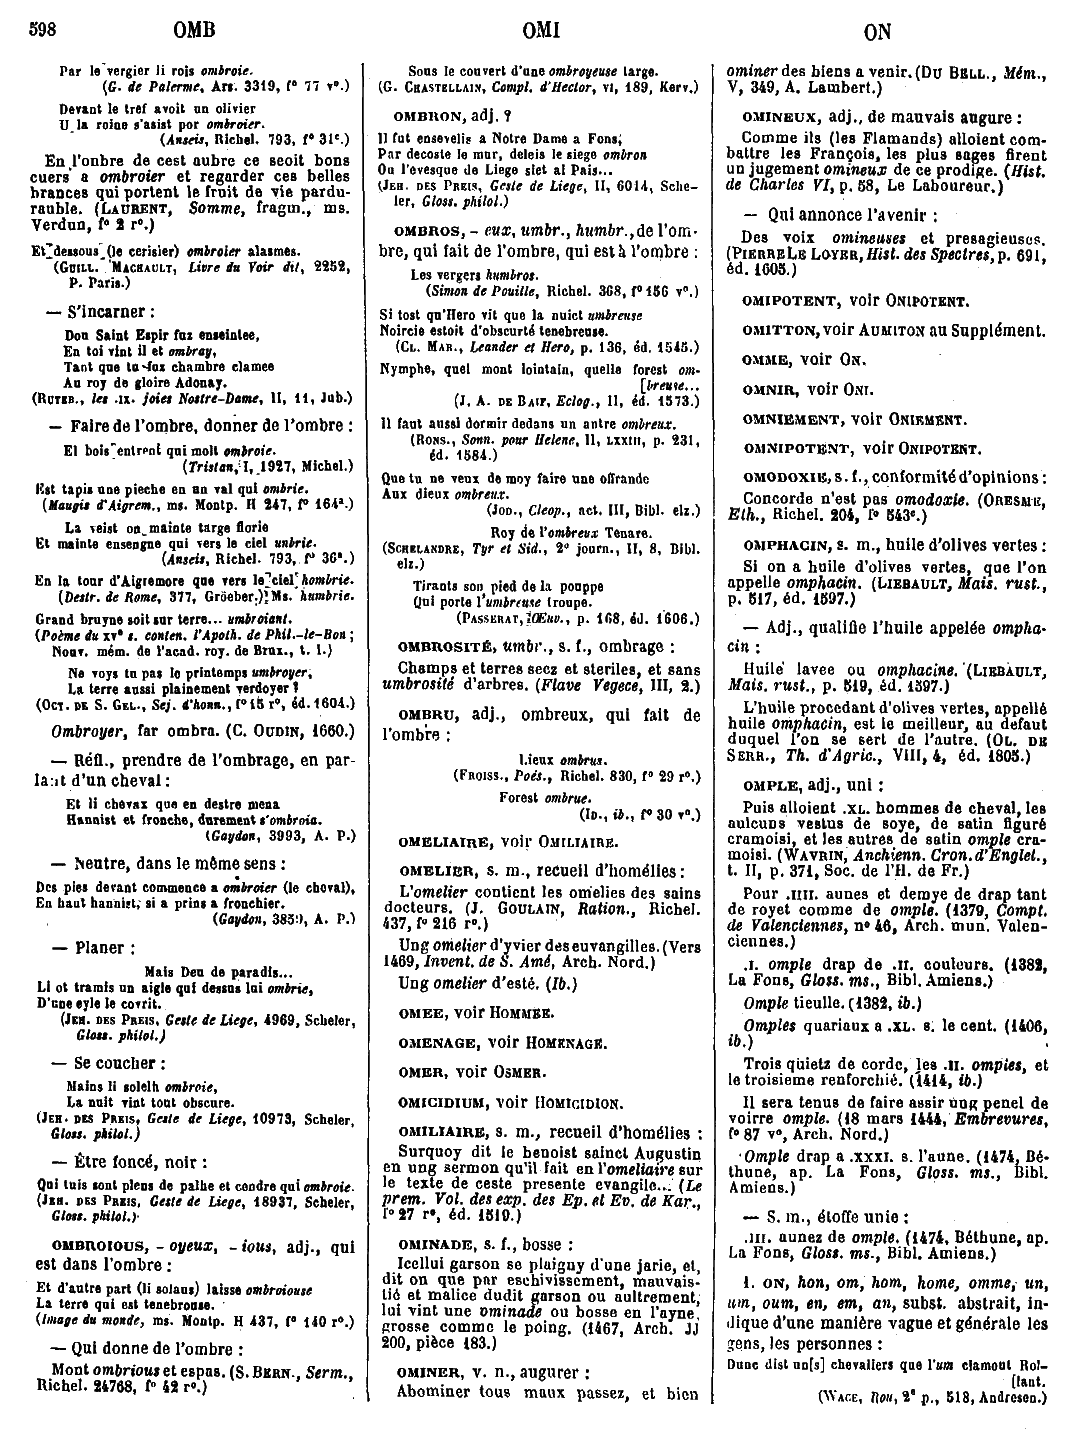 598 OMB OMI ON
Par le vergier li rois ombroie.
(G. de Palerme, Ars. 3319, f° 77 v°.)
Devant le tref avoit un olivier
U la roine s'asist por ombroier.
(Anseis, Richel. 793, f° 31ᶜ.)
En l'onbre de cest aubre ce seoit bons
cuers a ombroier et regarder ces belles
brances qui portent le fruit de vie pardu-
rauble. (LAURENT, Somme, fragm., ms.
Verdun, f° 2 r°.)
Et dessous (le cerisier) ombroier alasmes.
(GUILL. MACHAULT, Livre du Voir dit, 2252,
P. Paris.)
— S'incarner :
Don Saint Espir fuz enseintee,
En toi vint il et ombray,
Tant que ta fuz chambre clamee
Au roy de gloire Adonay.
(RUTEB., les .IX. joies Nostre-Dame, II, 11, Jub.)
— Faire de l'ombre, donner de l'ombre :
El bois entrent qui molt ombroie.
(Tristan, I, 1927, Michel.)
Est tapis une pieche en un val qui ombrie.
(Maugis d'Aigrem., ms. Montp. H 247, f° 164ᵃ.)
La veist on mainte targe florie
Et mainte ensengne qui vers le ciel unbrie.
(Anseis, Richel. 793, f° 36ᵃ.)
En la tour d'Aigremore que vers le ciel hombrie.
(Destr. de Rome, 377, Gröeber.) Ms. humbrie.
Grand bruyne soit sur terre... umbroiant.
(Poème du XVᵉ s. conten. l'Apoth. de Phil.-le-Bon ;
Nouv. mém. de l'acad. roy. de Brux., t. I.)
Ne voys tu pas le printemps umbroyer,
La terre aussi plainement verdoyer ?
(OCT. DE S. GEL., Sej. d'honn., f° 15 r°, éd. 1604.)
Ombroyer, far ombra. (C. OUDIN, 1660.)
— Réfl., prendre de l'ombrage, en par-
lant d'un cheval :
Et li chevax que en destre mena
Hannist et fronche, durement s'ombroia.
(Gaydon, 3993, A. P.)
— Neutre, dans le même sens :
Des pies devant commence a ombroier (le cheval),
En haut hannist, si a prins a fronchier.
(Gaydon, 3859, A. P.)
— Planer :
Mais Deu de paradis...
Li ot tramis un aigle qui dessus lui ombrie,
D'une eyle le covrit.
(JEH. DES PREIS, Geste de Liege, 4969, Scheler,
Gloss. philol.)
— Se coucher :
Mains li soleih ombroie,
La nuit vint tout obscure.
(JEH. DES PREIS, Geste de Liege, 10973, Scheler,
Gloss. philol.)
— Être foncé, noir :
Qui tuis sont plens de palhe et cendre qui ombroie.
(JEH. DES PREIS, Geste de Liege, 18937, Scheler,
Gloss. philol.)
OMBROIOUS, - oyeux, - ious, adj., qui
est dans l'ombre :
Et d'autre part (li solaus) laisse ombroiouse
La terre qui est tenebrouse.
(Image du monde, ms. Montp. H 437, f° 140 r°.)
— Qui donne de l'ombre :
Mont ombrious et espas. (S. BERN., Serm.,
Richel. 24768, f° 42 r°.)
Sous le couvert d'une ombroyeuse large.
(G. CHASTELLAIN, Compl. d'Hector, VI, 189, Kerv.)
OMBRON, adj. ?
Il fut ensevelis a Notre Dame a Fons,
Par decoste le mur, deleis le siege ombron
Ou l'evesque de Liege siet al Pais...
(JEH. DES PREIS, Geste de Liege, II, 6014, Sche-
ler, Gloss. philol.)
OMBROS, - eux, umbr., humbr., de l'om-
bre, qui fait de l'ombre, qui est à l'ombre :
Les vergers humbros.
(Simon de Pouille, Richel. 368, f° 156 v°.)
Si tost qu'Hero vit que la nuict umbreuse
Noircie estoit d'obscurté tenebreuse.
(CL. MAR., Leander et Hero, p. 136, éd. 1545.)
Nymphe, quel mont lointain, quelle forest om-
[breuse...
(J. A. DE BAIF, Eclog., II, éd. 1573.)
Il faut aussi dormir dedans un antre ombreux.
(RONS., Sonn. pour Helene, II, LXXIII, p. 231,
éd. 1584.)
Que tu ne veux de moy faire une offrande
Aux dieux ombreux.
(JOD., Cleop., act. III, Bibl. elz.)
Roy de l'ombreux Tenare.
(SCHELANDRE, Tyr et Sid., 2ᵉ journ., II, 8, Bibl.
elz.)
Tirants son pied de la pouppe
Qui porte l'umbreuse troupe.
(PASSERAT, Œuv., p. 168, éd. 1606.)
OMBROSITÉ, umbr., s. f., ombrage :
Champs et terres secz et steriles, et sans
umbrosité d'arbres. (Flave Vegece, III, 2.)
OMBRU, adj., ombreux, qui fait de
l'ombre :
Lieux ombrus.
(FROISS., Poés., Richel. 830, f° 29 r°.)
Forest ombrue.
(ID., ib., f° 30 v°.)
OMELIAIRE, voir OMILIAIRE.
OMELIER, s. m., recueil d'homélies :
L'omelier contient les omelies des sains
docteurs. (J. GOULAIN, Ration., Richel.
437, f° 216 r°.)
Ung omelier d'yvier des euvangilles. (Vers
1469, Invent. de S. Amé, Arch. Nord.)
Ung omelier d'esté. (Ib.)
OMEE, voir HOMMÉE.
OMENAGE, voir HOMENAGE.
OMER, voir OSMER.
OMICIDIUM, voir HOMICIDION.
OMILIAIRE, s. m., recueil d'homélies :
Surquoy dit le benoist sainct Augustin
en ung sermon qu'il fait en l'omeliaire sur
le texte de ceste presente evangile... (Le
prem. Vol. des exp. des Ep. et Ev. de Kar.,
f° 27 r°, éd. 1519.)
OMINADE, s. f., bosse :
Icellui garson se plaigny d'une jarie, et,
dit on que par eschivissement, mauvais-
tié et malice dudit garson ou aultrement,
lui vint une ominade ou bosse en l'ayne,
grosse comme le poing. (1467, Arch. JJ
200, pièce 183.)
OMINER, v. n., augurer :
Abominer tous maux passez, et bien
ominer des biens a venir. (DU BELL., Mém.,
V, 349, A. Lambert.)
OMINEUX, adj., de mauvais augure :
Comme ils (les Flamands) alloient com-
battre les François, les plus sages firent
un jugement omineux de ce prodige. (Hist.
de Charles VI, p. 58, Le Laboureur.)
— Qui annonce l'avenir :
Des voix omineuses et presagieuses.
(PIERRE LE LOYER, Hist. des Spectres, p. 691,
éd. 1605.)
OMIPOTENT, voir ONIPOTENT.
OMITTON, voir AUMITON au Supplément.
OMME, voir ON.
OMNIR, voir ONI.
OMNIEMENT, voir ONIEMENT.
OMNIPOTENT, voir ONIPOTENT.
OMODOXIE, s. f., conformité d'opinions :
Concorde n'est pas omodoxie. (ORESME,
Eth., Richel. 204, f° 543ᶜ.)
OMPHACIN, s. m., huile d'olives vertes :
Si on a huile d'olives vertes, que l'on
appelle omphacin. (LIEBAULT, Mais. rust.,
p. 517, éd. 1597.)
— Adj., qualifie l'huile appelée ompha-
cin :
Huile lavee ou omphacine. (LIEBAULT,
Mais. rust., p. 519, éd. 1597.)
L'huile procedant d'olives vertes, appellé
huile omphacin, est le meilleur, au defaut
duquel l'on se sert de l'autre. (OL. DE
SERR., Th. d'Agric., VIII, 4, éd. 1805.)
OMPLE, adj., uni :
Puis alloient .XL. hommes de cheval, les
aulcuns vestus de soye, de satin figuré
cramoisi, et les autres de satin omple cra-
moisi. (WAVRIN, Anchienn. Cron. d'Englet.,
t. II, p. 371, Soc. de l'H. de Fr.)
Pour .IIII. aunes et demye de drap tant
de royet comme de omple. (1379, Compt.
de Valenciennes, n° 46, Arch. mun. Valen-
ciennes.)
.I. omple drap de .II. couleurs. (1382,
La Fons, Gloss. ms., Bibl. Amiens.)
Omple tieulle. (1382, ib.)
Omples quariaux a .XL. s. le cent. (1406,
ib.)
Trois quietz de corde, les .II. ompies, et
le troisieme renforchié. (1414, ib.)
Il sera tenus de faire assir ung penel de
voirre omple. (18 mars 1444, Embrevures,
f° 87 v°, Arch. Nord.)
Omple drap a .XXXI. s. l'aune. (1474, Bé-
thune, ap. La Fons, Gloss. ms., Bibl.
Amiens.)
— S. m., étoffe unie :
.III. aunez de omple. (1474, Béthune, ap.
La Fons, Gloss. ms., Bibl. Amiens.)
1. ON, hon, om, hom, home, omme, un,
um, oum, en, em, an, subst. abstrait, in-
dique d'une manière vague et générale les
gens, les personnes :
Dunc dist un[s] chevaliers que l'um clamout Rol-
[lant.
(WACE, Rou, 2ᵉ p., 518, Andresen.)